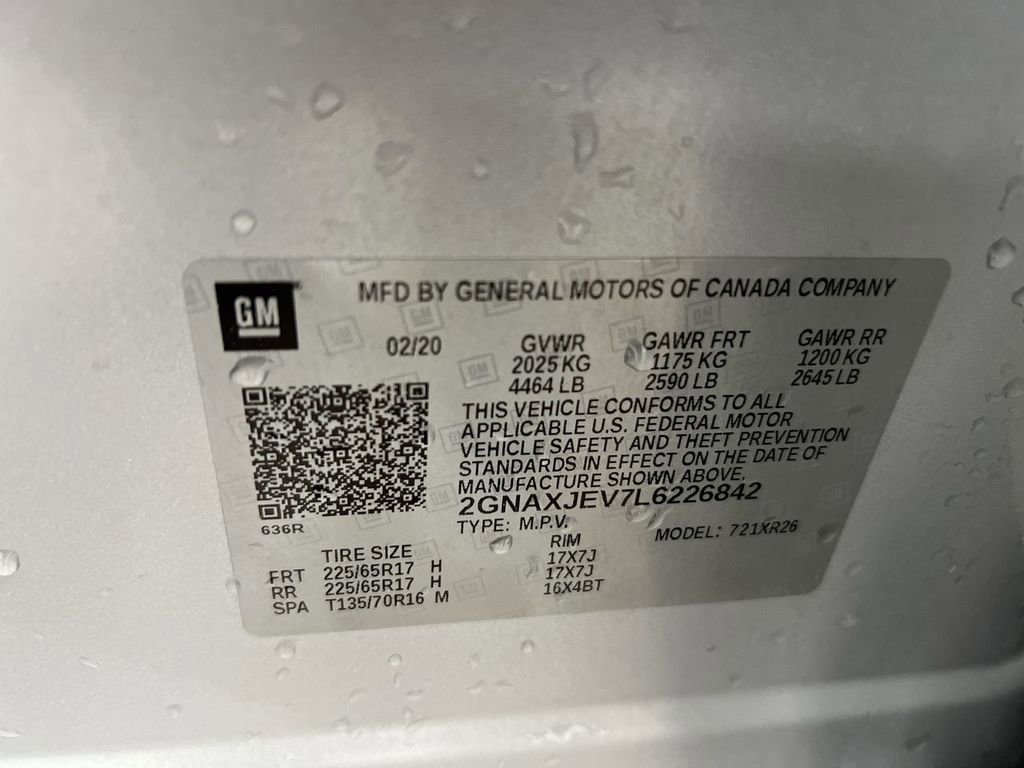 GM
MFD BY GENERAL MOTORS OF CANADA COMPANY
02/20
GVWR GAWR FRT GAWR RR
2025 KG 1175 KG 1200 KG
4464 LB 2590 LB 2645 LB
THIS VEHICLE CONFORMS TO ALL
APPLICABLE U.S. FEDERAL MOTOR
VEHICLE SAFETY AND THEFT PREVENTION
STANDARDS IN EFFECT ON THE DATE OF
MANUFACTURE SHOWN ABOVE.
2GNAXJEV7L6226842
TYPE: M.P.V. MODEL: 721XR26
636R
TIRE SIZE RIM
FRT 225/65R17 H 17X7J
RR 225/65R17 H 17X7J
SPA T135/70R16 M 16X4BT